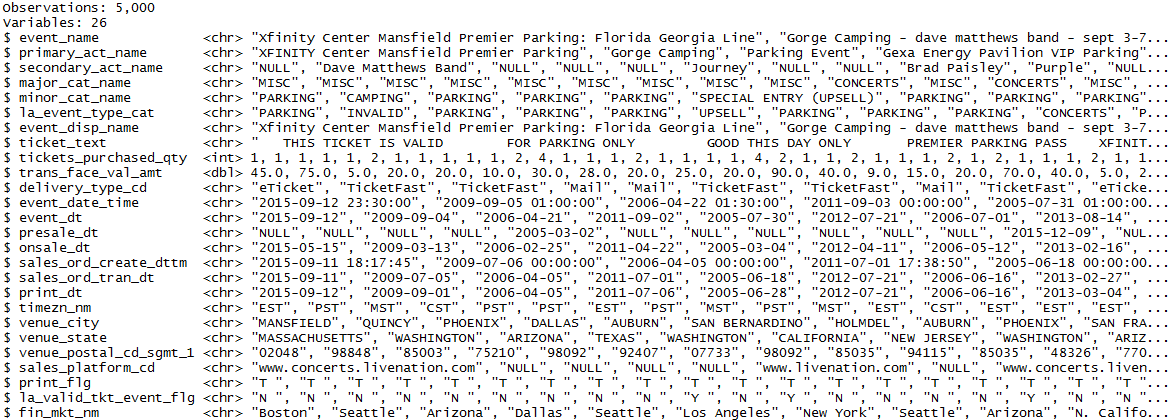 Observations: 5,000
Variables: 26
$ event_name <chr> "Xfinity Center Mansfield Premier Parking: Florida Georgia Line", "Gorge Camping - dave matthews band - sept 3-7...
$ primary_act_name <chr> "XFINITY Center Mansfield Premier Parking", "Gorge Camping", "Parking Event", "Gexa Energy Pavilion VIP Parking"...
$ secondary_act_name <chr> "NULL", "Dave Matthews Band", "NULL", "NULL", "NULL", "Journey", "NULL", "NULL", "Brad Paisley", "Purple", "NULL...
$ major_cat_name <chr> "MISC", "MISC", "MISC", "MISC", "MISC", "MISC", "MISC", "MISC", "CONCERTS", "MISC", "CONCERTS", "MISC", "MISC", ...
$ minor_cat_name <chr> "PARKING", "CAMPING", "PARKING", "PARKING", "PARKING", "SPECIAL ENTRY (UPSELL)", "PARKING", "PARKING", "PARKING"...
$ la_event_type_cat <chr> "PARKING", "INVALID", "PARKING", "PARKING", "PARKING", "UPSELL", "PARKING", "PARKING", "PARKING", "CONCERTS", "P...
$ event_disp_name <chr> "Xfinity Center Mansfield Premier Parking: Florida Georgia Line", "Gorge Camping - dave matthews band - sept 3-7...
$ ticket_text <chr> " THIS TICKET IS VALID FOR PARKING ONLY GOOD THIS DAY ONLY PREMIER PARKING PASS XFINIT...
$ tickets_purchased_qty <int> 1, 1, 1, 1, 1, 1, 1, 1, 1, 2, 4, 1, 1, 1, 1, 1, 1, 4, 2, 1, 1, 2, 1, 1, 1, 2, 1, 2, 1, 1, 1, 2, 1, 1, 1, 2, 1, 1...
$ trans_face_val_amt <dbl> 45.0, 75.0, 5.0, 20.0, 20.0, 10.0, 30.0, 28.0, 20.0, 25.0, 20.0, 90.0, 40.0, 9.0, 15.0, 20.0, 70.0, 40.0, 5.0, 2...
$ delivery_type_cd <chr> "eTicket", "TicketFast", "TicketFast", "Mail", "Mail", "TicketFast", "TicketFast", "Mail", "TicketFast", "eTicke...
$ event_date_time <chr> "2015-09-12 23:30:00", "2009-09-05 01:00:00", "2006-04-22 01:30:00", "2011-09-03 00:00:00", "2005-07-31 01:00:00...
$ event_dt <chr> "2015-09-12", "2009-09-04", "2006-04-21", "2011-09-02", "2005-07-30", "2012-07-21", "2006-07-01", "2013-08-14", ...
$ presale_dt <chr> "NULL", "NULL", "NULL", "NULL", "2005-03-02", "NULL", "NULL", "NULL", "NULL", "NULL", "NULL", "2015-12-09", "NUL...
$ onsale_dt <chr> "2015-05-15", "2009-03-13", "2006-02-25", "2011-04-22", "2005-03-04", "2012-04-11", "2006-05-12", "2013-02-16", ...
$ sales_ord_create_dttm <chr> "2015-09-11 18:17:45", "2009-07-06 00:00:00", "2006-04-05 00:00:00", "2011-07-01 17:38:50", "2005-06-18 00:00:00...
$ sales_ord_tran_dt <chr> "2015-09-11", "2009-07-05", "2006-04-05", "2011-07-01", "2005-06-18", "2012-07-21", "2006-06-16", "2013-02-27", ...
$ print_dt <chr> "2015-09-12", "2009-09-01", "2006-04-05", "2011-07-06", "2005-06-28", "2012-07-21", "2006-06-16", "2013-03-04", ...
$ timezn_nm <chr> "EST", "PST", "MST", "CST", "PST", "PST", "EST", "PST", "MST", "PST", "MST", "EST", "CST", "EST", "EST", "EST", ...
$ venue_city <chr> "MANSFIELD", "QUINCY", "PHOENIX", "DALLAS", "AUBURN", "SAN BERNARDINO", "HOLMDEL", "AUBURN", "PHOENIX", "SAN FRA...
$ venue_state <chr> "MASSACHUSETTS", "WASHINGTON", "ARIZONA", "TEXAS", "WASHINGTON", "CALIFORNIA", "NEW JERSEY", "WASHINGTON", "ARIZ...
$ venue_postal_cd_sgmt_1 <chr> "02048", "98848", "85003", "75210", "98092", "92407", "07733", "98092", "85035", "94115", "85035", "48326", "770...
$ sales_platform_cd <chr> "www.concerts.livenation.com", "NULL", "NULL", "NULL", "NULL", "www.concerts.livenation.com", "NULL", "NULL", "www.concerts.liven...
$ print_flg <chr> "T ", "T ", "T ", "T ", "T ", "T ", "T ", "T ", "T ", "T ", "T ", "T ", "T ", "T ", "T ", "T ", "T ", "T ", "T "...
$ la_valid_tkt_event_flg <chr> "N ", "N ", "N ", "N ", "N ", "N ", "N ", "N ", "N ", "Y ", "N ", "Y ", "N ", "N ", "N ", "N ", "N ", "Y ", "N "...
$ fin_mkt_nm <chr> "Boston", "Seattle", "Arizona", "Dallas", "Seattle", "Los Angeles", "New York", "Seattle", "Arizona", "N. Califo...